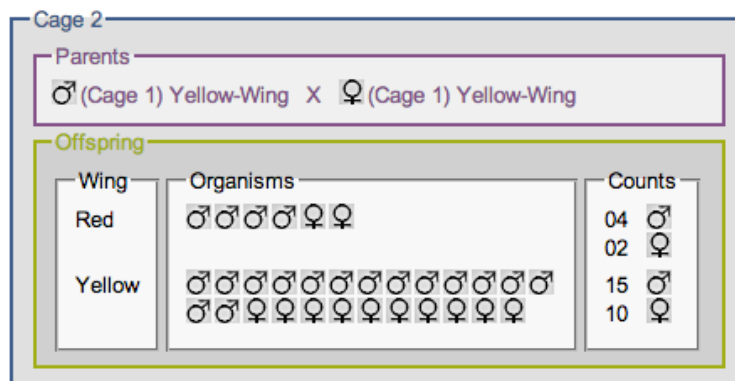 Cage 2
Parents
♂ (Cage 1) Yellow-Wing X ♀ (Cage 1) Yellow-Wing
Offspring
Wing Organisms Counts
Red ♂♂♂♂♀♀ 04 ♂
02 ♀
Yellow ♂♂♂♂♂♂♂♂♂♂♂♂♂ 15 ♂
♂♂♀♀♀♀♀♀♀♀♀♀ 10 ♀